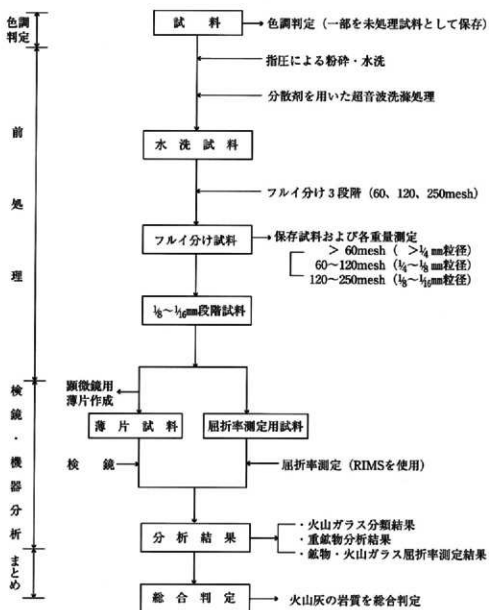 色調判定
試料
色調判定（一部を未処理試料として保存）
前処理
指圧による粉砕・水洗
分散剤を用いた超音波洗滌処理
水洗試料
フルイ分け3段階（60、120、250mesh）
フルイ分け試料
保存試料および各重量測定
> 60mesh（ >¼ mm粒径）
60～120mesh（¼～⅛ mm粒径）
120～250mesh（⅛～1/16mm粒径）
⅛～1/16mm段階試料
検鏡・機器分析
顕微鏡用
薄片作成
薄片試料
屈折率測定用試料
検鏡
屈折率測定（RIMSを使用）
分析結果
・火山ガラス分類結果
・重鉱物分析結果
・鉱物・火山ガラス屈折率測定結果
まとめ
総合判定
火山灰の岩質を総合判定